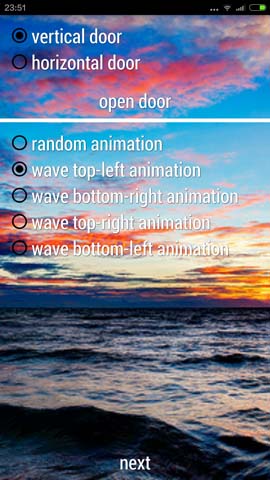 23:51
vertical door
horizontal door
open door
random animation
wave top-left animation
wave bottom-right animation
wave top-right animation
wave bottom-left animation
next